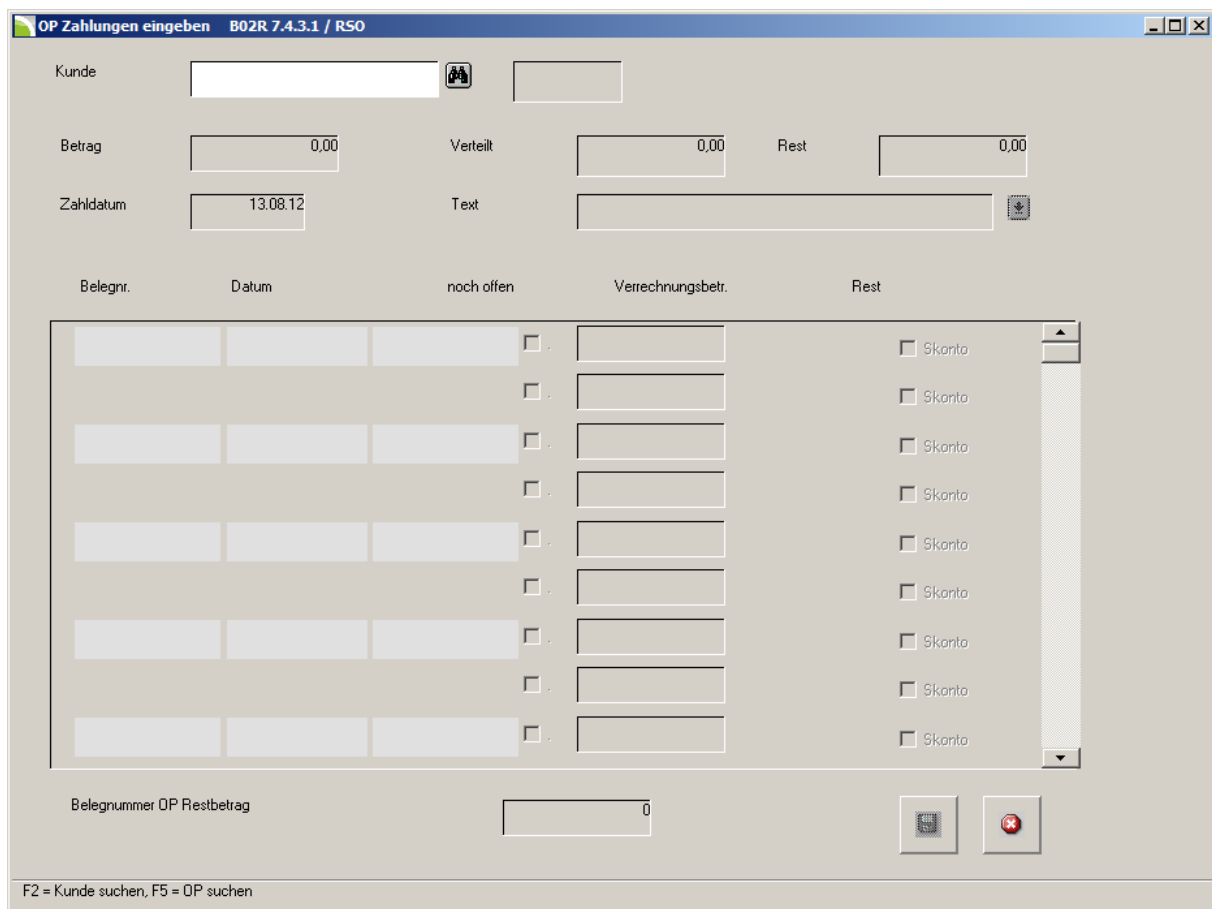 OP Zahlungen eingeben B02R 7.4.3.1 / RSO
Kunde
Betrag 0,00 Verteilt 0,00 Rest 0,00
Zahldatum 13.08.12 Text
Belegnr. Datum noch offen Verrechnungsbetr. Rest
. Skonto
. Skonto
. Skonto
. Skonto
. Skonto
. Skonto
. Skonto
. Skonto
. Skonto
Belegnummer OP Restbetrag 0
F2 = Kunde suchen, F5 = OP suchen